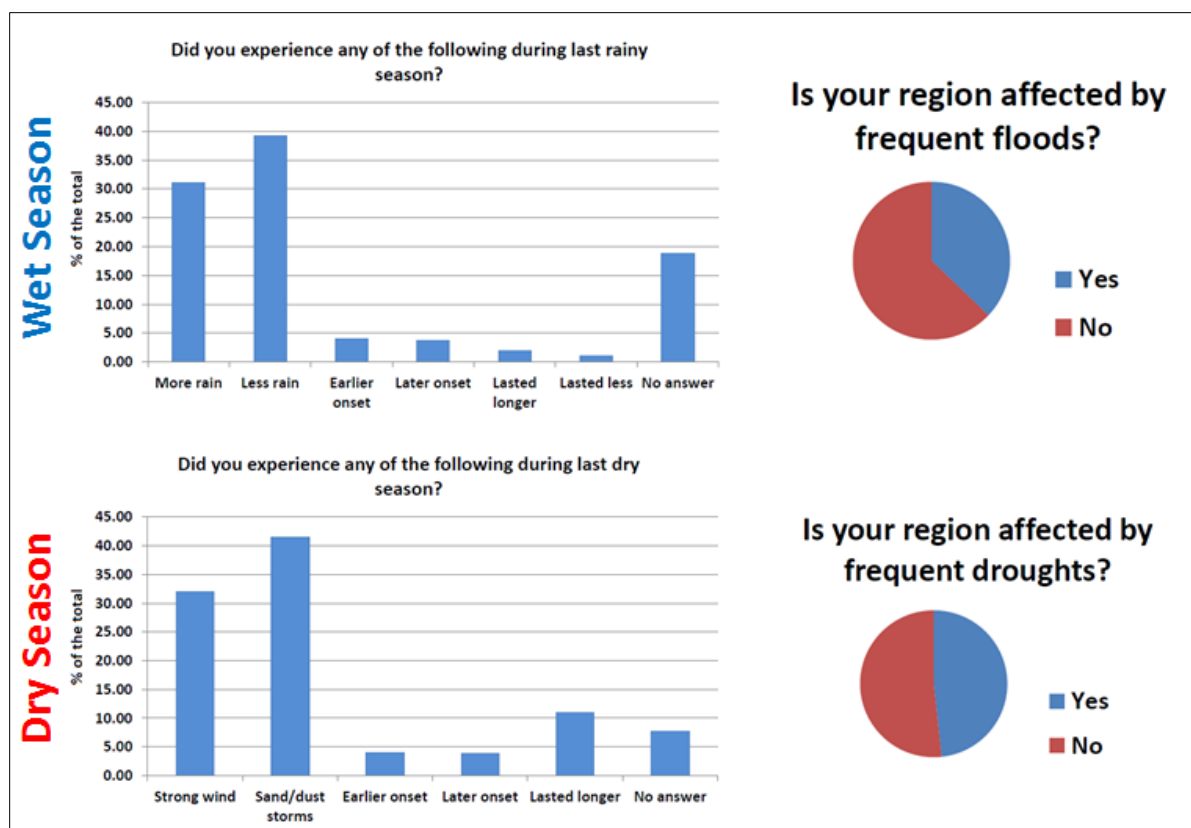 Wet Season
Did you experience any of the following during last rainy
season?
% of the total
45.00
40.00
35.00
30.00
25.00
20.00
15.00
10.00
5.00
0.00
More rain
Less rain
Earlier
onset
Later onset
Lasted
longer
Lasted less
No answer
Is your region affected by
frequent floods?
Yes
No
Dry Season
Did you experience any of the following during last dry
season?
% of the total
45.00
40.00
35.00
30.00
25.00
20.00
15.00
10.00
5.00
0.00
Strong wind
Sand/dust
storms
Earlier onset
Later onset
Lasted longer
No answer
Is your region affected by
frequent droughts?
Yes
No